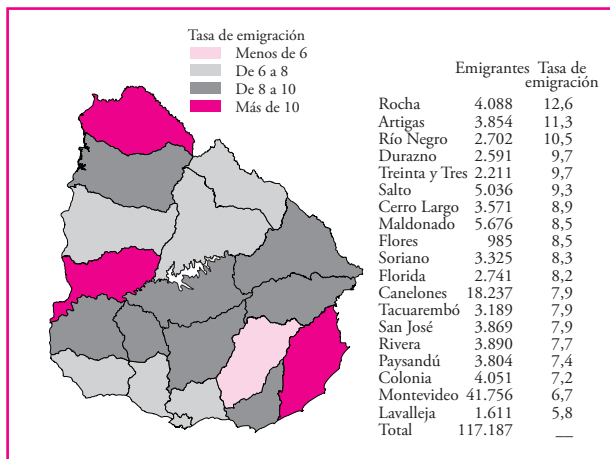 Tasa de emigración
Menos de 6
De 6 a 8
De 8 a 10
Más de 10
Emigrantes Tasa de
emigración
Rocha 4.088 12,6
Artigas 3.854 11,3
Río Negro 2.702 10,5
Durazno 2.591 9,7
Treinta y Tres 2.211 9,7
Salto 5.036 9,3
Cerro Largo 3.571 8,9
Maldonado 5.676 8,5
Flores 985 8,5
Soriano 3.325 8,3
Florida 2.741 8,2
Canelones 18.237 7,9
Tacuarembó 3.189 7,9
San José 3.869 7,9
Rivera 3.890 7,7
Paysandú 3.804 7,4
Colonia 4.051 7,2
Montevideo 41.756 6,7
Lavalleja 1.611 5,8
Total 117.187 __